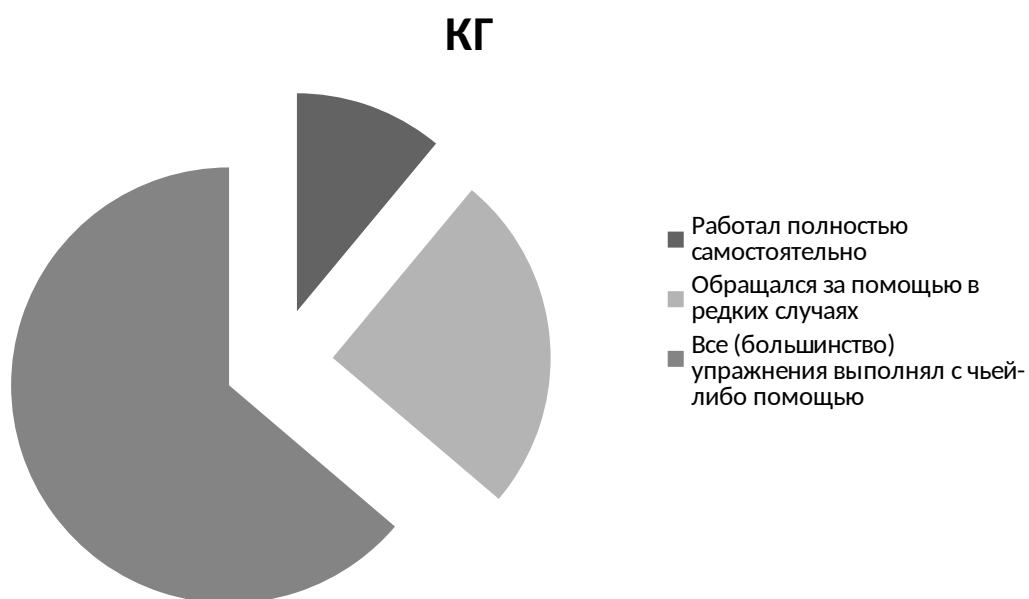 КГ
Работал полностью
самостоятельно
Обращался за помощью в
редких случаях
Все (большинство)
упражнения выполнял с чьей-
либо помощью